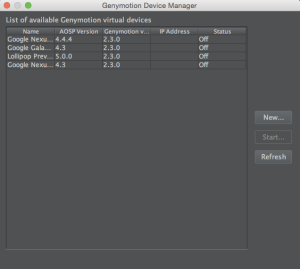 Genymotion Device Manager
List of available Genymotion virtual devices
Name AOSP Version Genymotion v... IP Address Status
Google Nexu... 4.4.4 2.3.0 Off
Google Gala... 4.3 2.3.0 Off
Lollipop Prev... 5.0.0 2.3.0 Off
Google Nexu... 4.3 2.3.0 Off
New...
Start...
Refresh